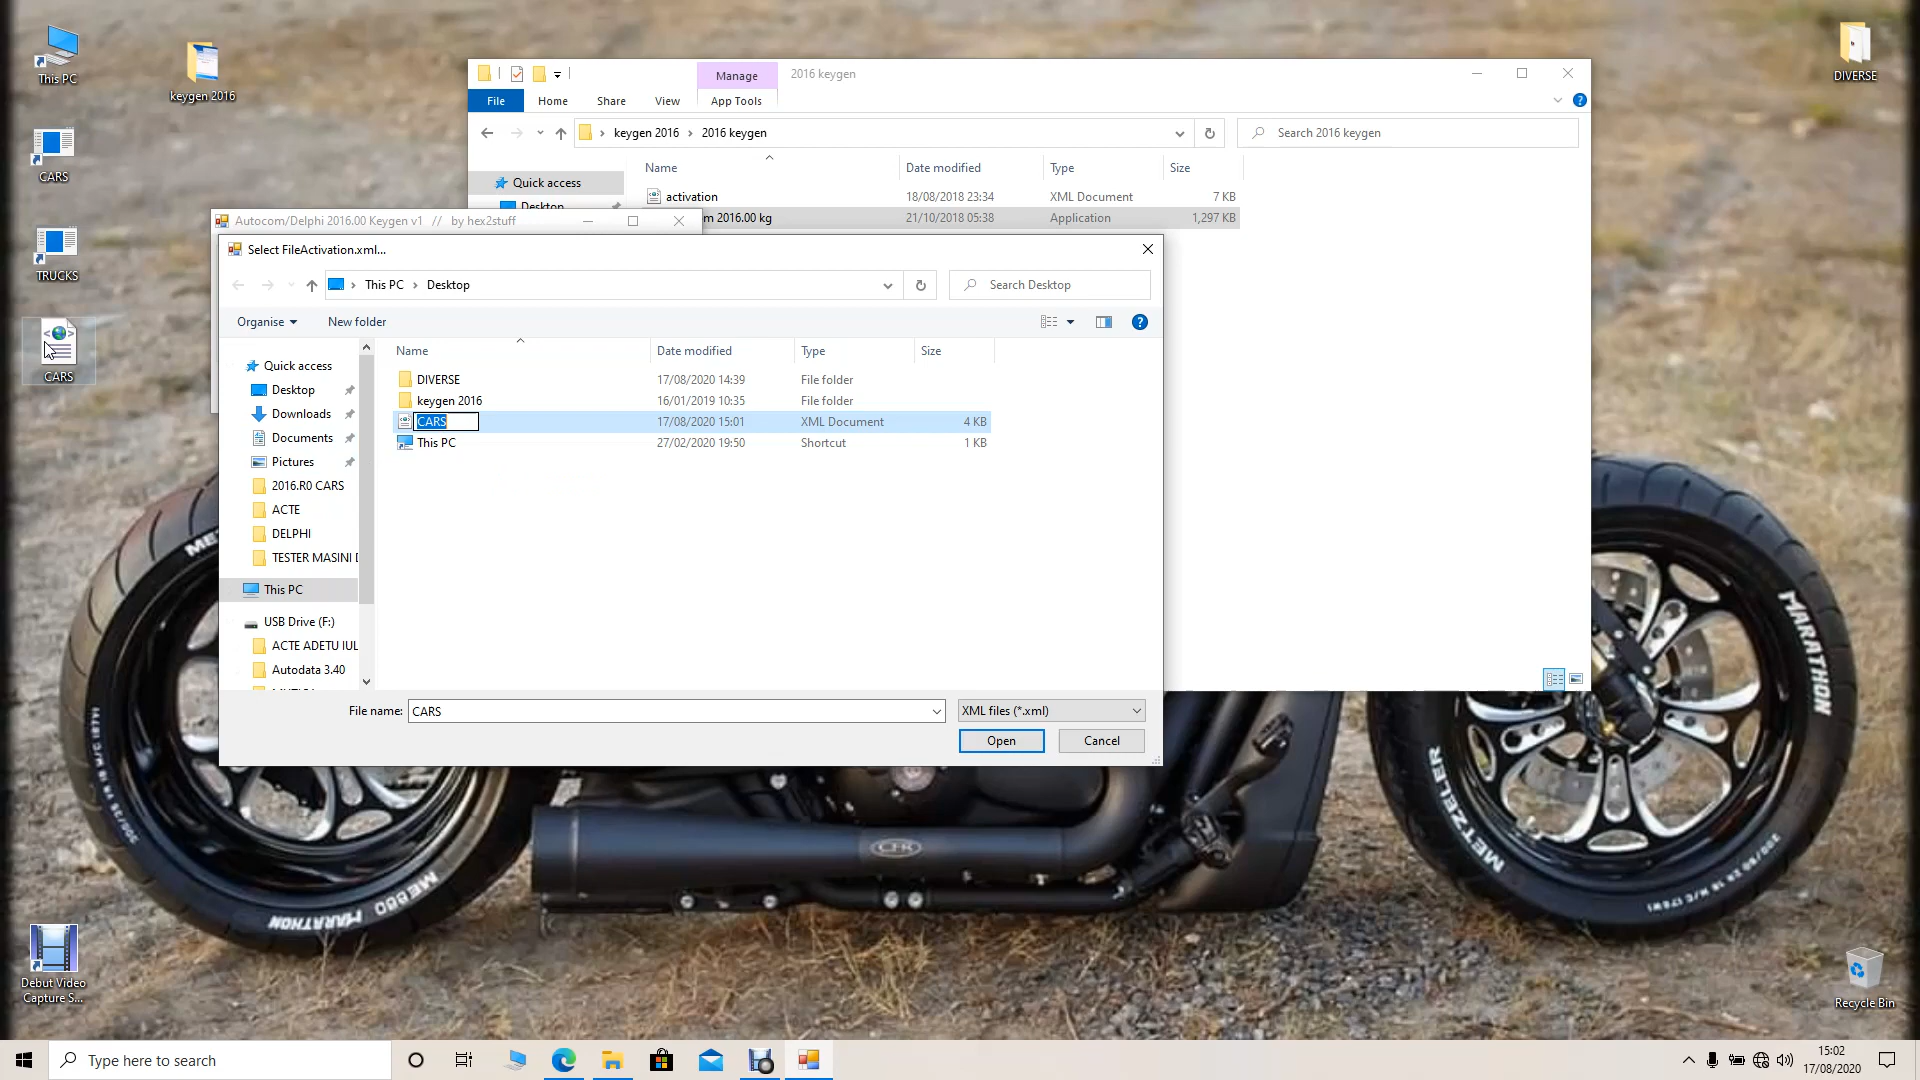 This PC
keygen 2016
CARS
TRUCKS
CARS
Debut Video
Capture S...
DIVERSE
Recycle Bin
Manage
2016 keygen
File
Home
Share
View
App Tools
keygen 2016 › 2016 keygen
Search 2016 keygen
Name
Date modified
Type
Size
Quick access
Desktop
activation
18/08/2018 23:34
XML Document
7 KB
m 2016.00 kg
21/10/2018 05:38
Application
1,297 KB
Autocom/Delphi 2016.00 Keygen v1 // by hex2stuff
Select FileActivation.xml...
This PC › Desktop
Search Desktop
Organise
New folder
Name
Date modified
Type
Size
Quick access
Desktop
Downloads
Documents
Pictures
2016.R0 CARS
ACTE
DELPHI
TESTER MASINI D
This PC
USB Drive (F:)
ACTE ADETU IUL
Autodata 3.40
DIVERSE
17/08/2020 14:39
File folder
keygen 2016
16/01/2019 10:35
File folder
CARS
17/08/2020 15:01
XML Document
4 KB
This PC
27/02/2020 19:50
Shortcut
1 KB
File name:
CARS
XML files (*.xml)
Open
Cancel
MARATHON
METZELER
ME880
MARATHON
Type here to search
15:02
17/08/2020